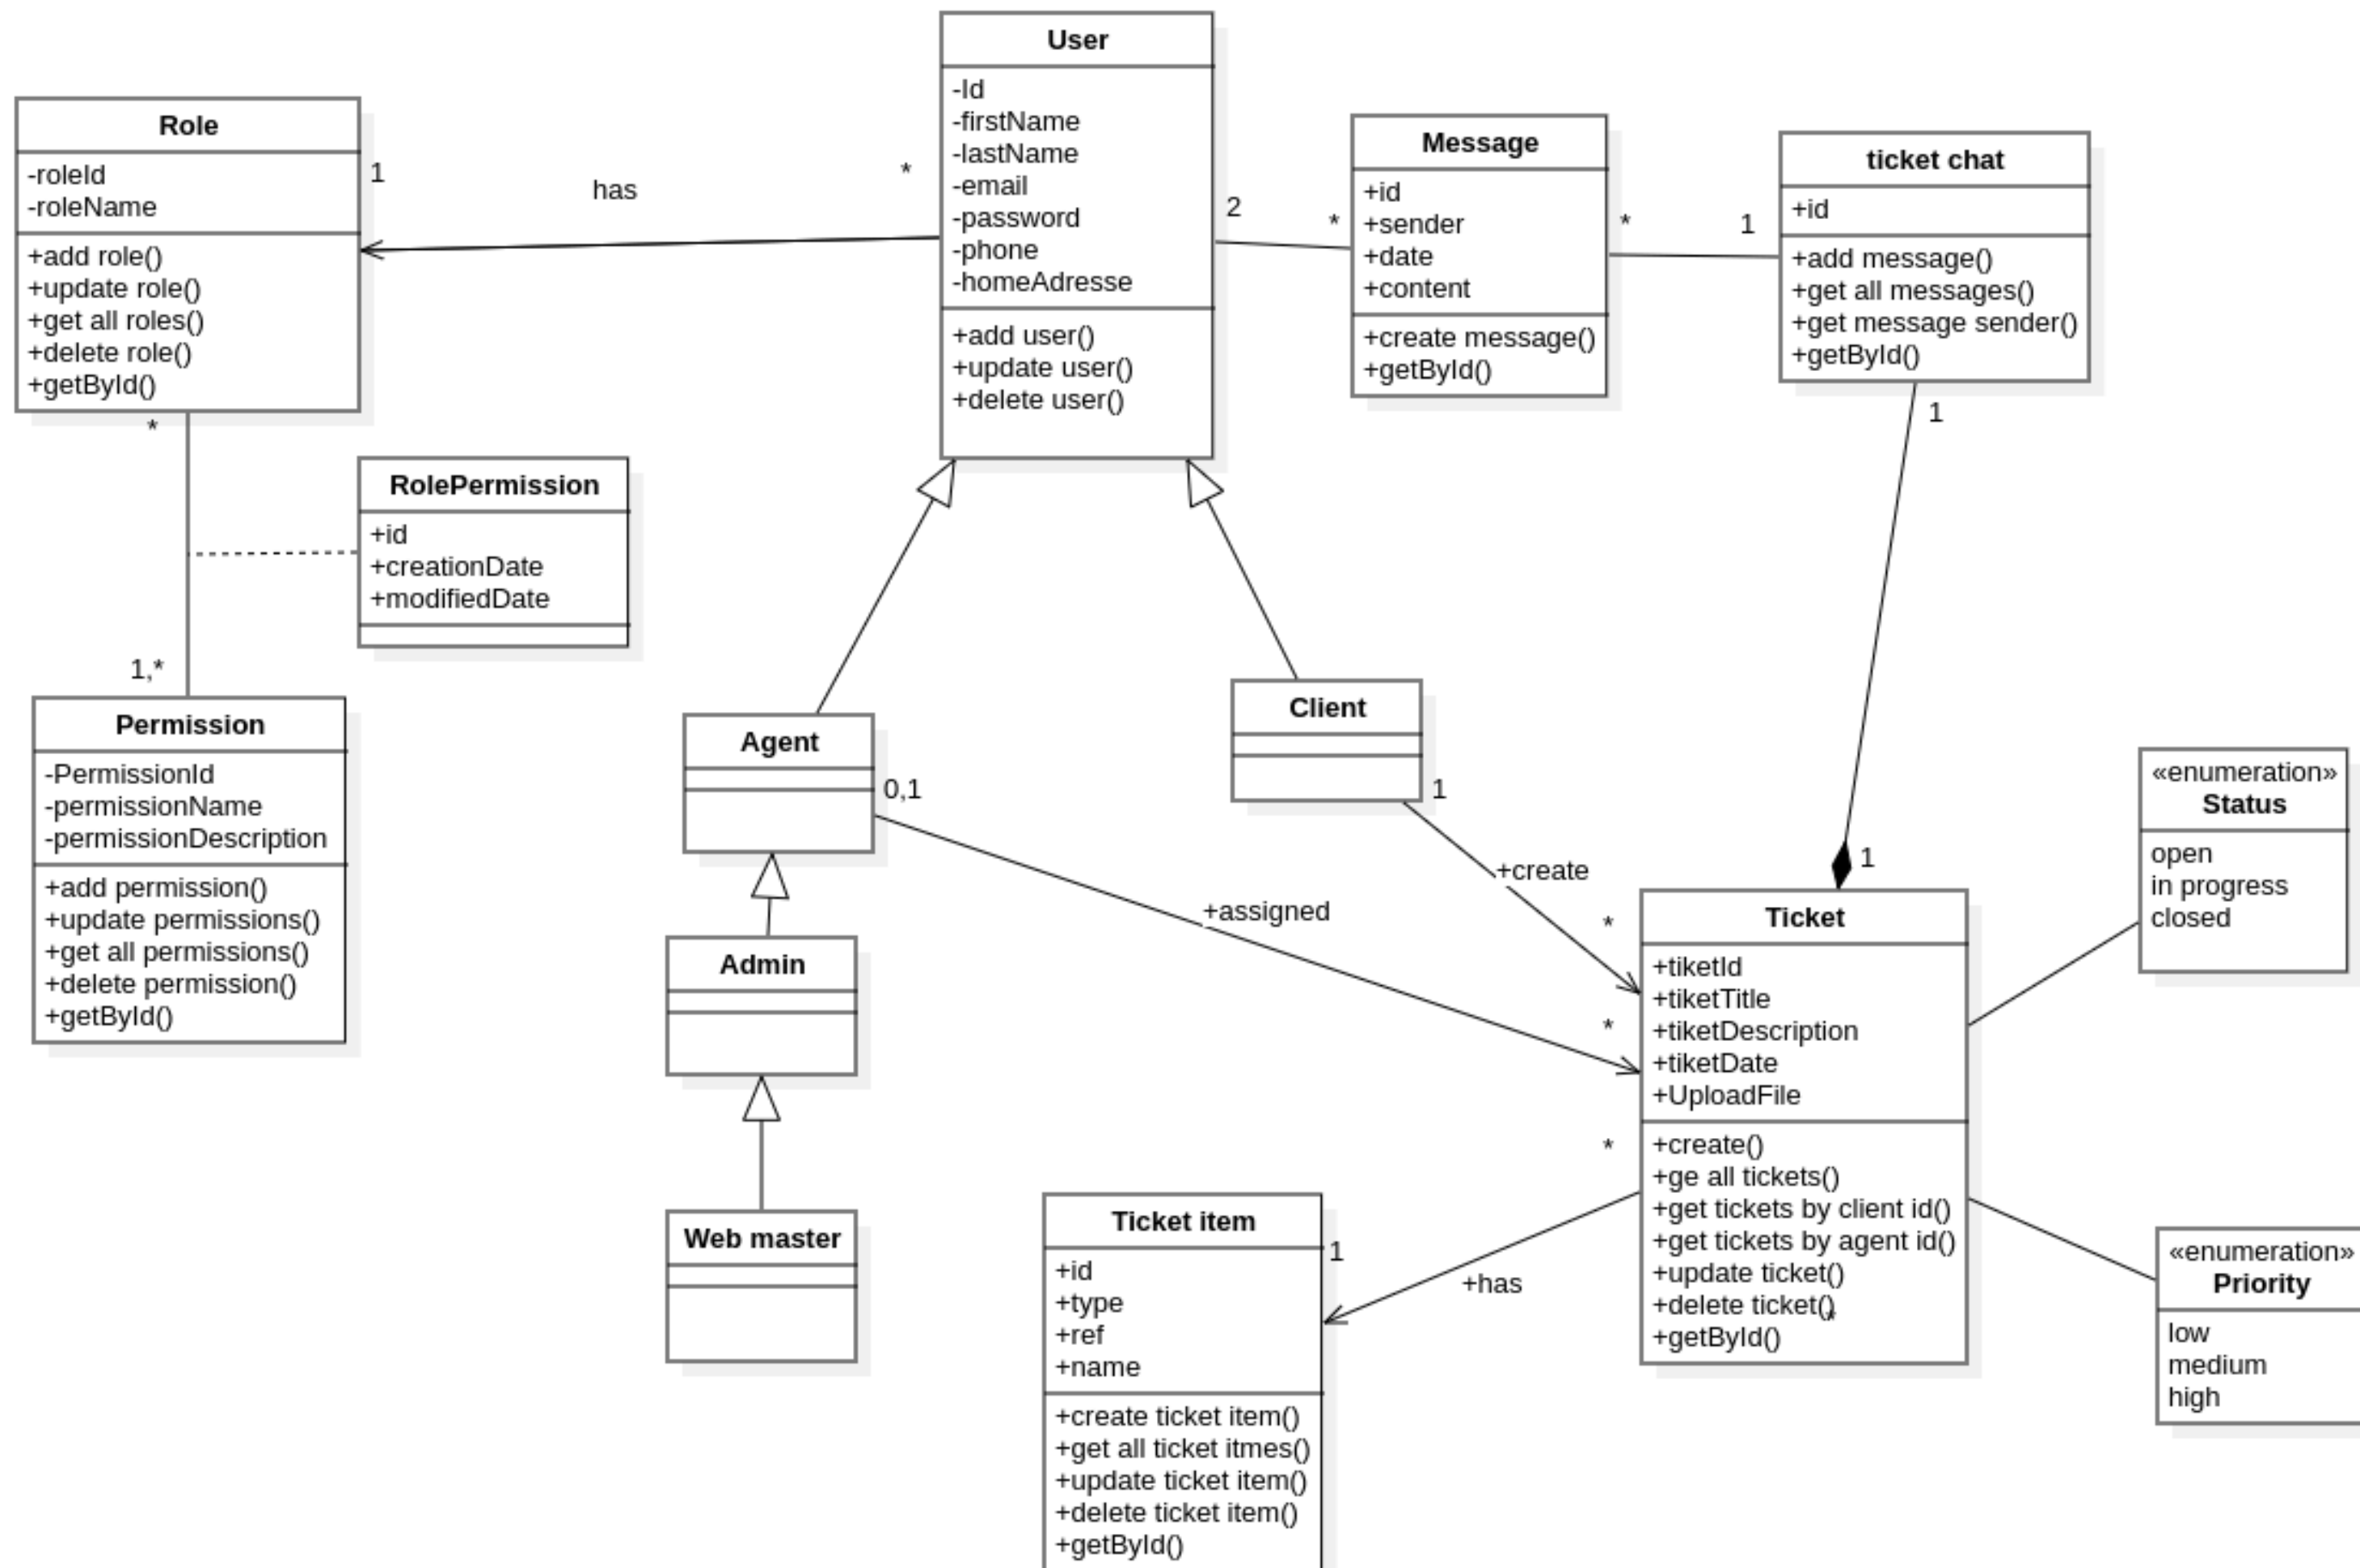 User
-Id
-firstName
-lastName
-email
-password
-phone
-homeAdresse
+add user()
+update user()
+delete user()
Role
-roleId
-roleName
+add role()
+update role()
+get all roles()
+delete role()
+getById()
1
has
*
2
*
Message
+id
+sender
+date
+content
+create message()
+getById()
*
1
ticket chat
+id
+add message()
+get all messages()
+get message sender()
+getById()
1
*
RolePermission
+id
+creationDate
+modifiedDate
1,*
Permission
-PermissionId
-permissionName
-permissionDescription
+add permission()
+update permissions()
+get all permissions()
+delete permission()
+getById()
Agent
0,1
Client
1
+create
*
+assigned
*
Admin
Web master
1
Ticket
+tiketId
+tiketTitle
+tiketDescription
+tiketDate
+UploadFile
+create()
+ge all tickets()
+get tickets by client id()
+get tickets by agent id()
+update ticket()
+delete ticket()
*
+getById()
«enumeration»
Status
open
in progress
closed
«enumeration»
Priority
low
medium
high
*
+has
1
Ticket item
+id
+type
+ref
+name
+create ticket item()
+get all ticket itmes()
+update ticket item()
+delete ticket item()
+getById()